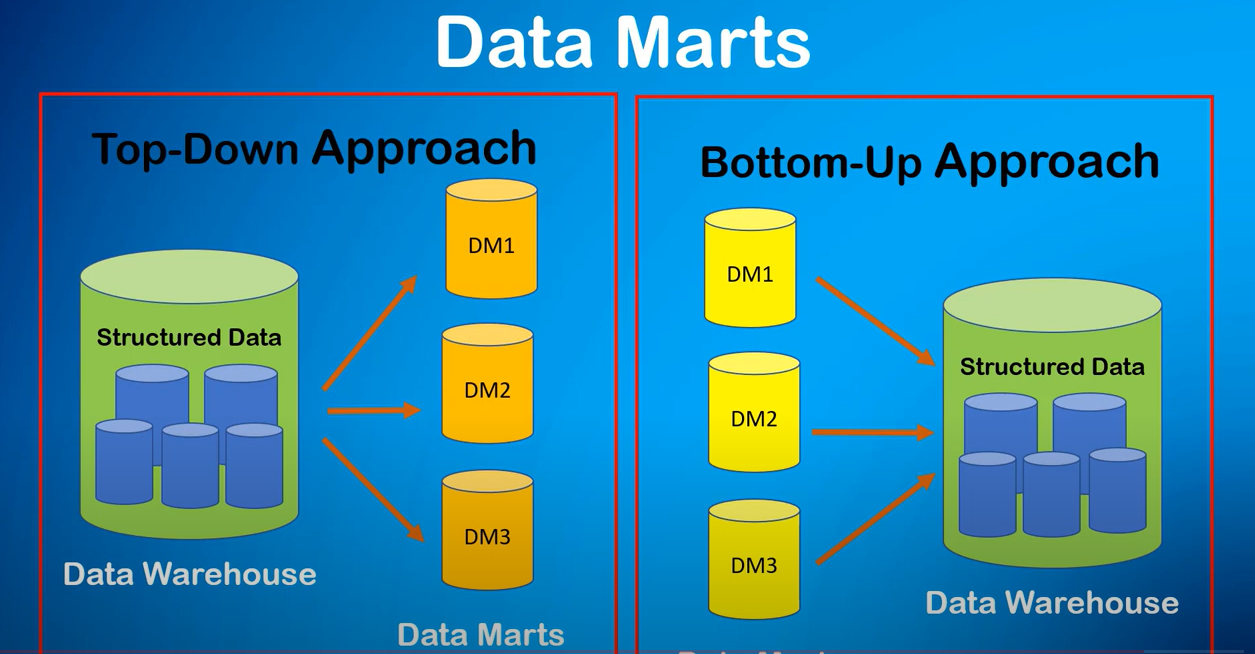 Data Marts
Top-Down Approach
DM1
Structured Data
DM2
DM3
Data Warehouse
Data Marts
Bottom-Up Approach
DM1
Structured Data
DM2
DM3
Data Warehouse